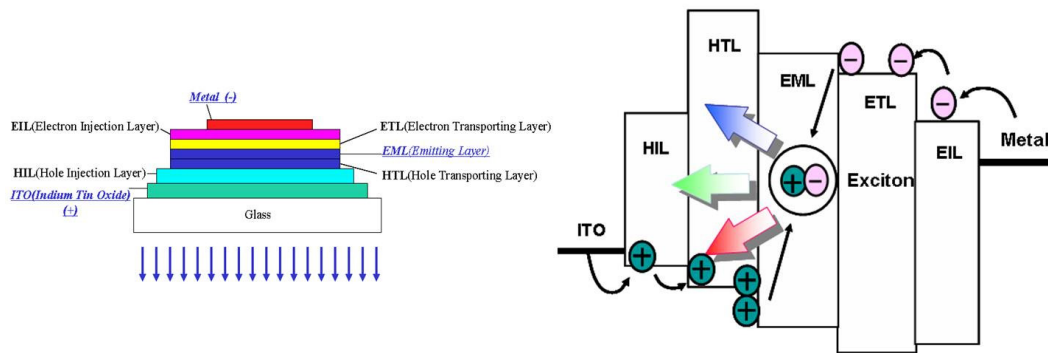 Metal (-)
EIL(Electron Injection Layer)
ETL(Electron Transporting Layer)
EML(Emitting Layer)
HIL(Hole Injection Layer)
HTL(Hole Transporting Layer)
ITO(Indium Tin Oxide)
(+)
Glass
HTL
EML
ETL
HIL
EIL
Metal
Exciton
ITO
+
-
-
-
-
+
+
+
+
-